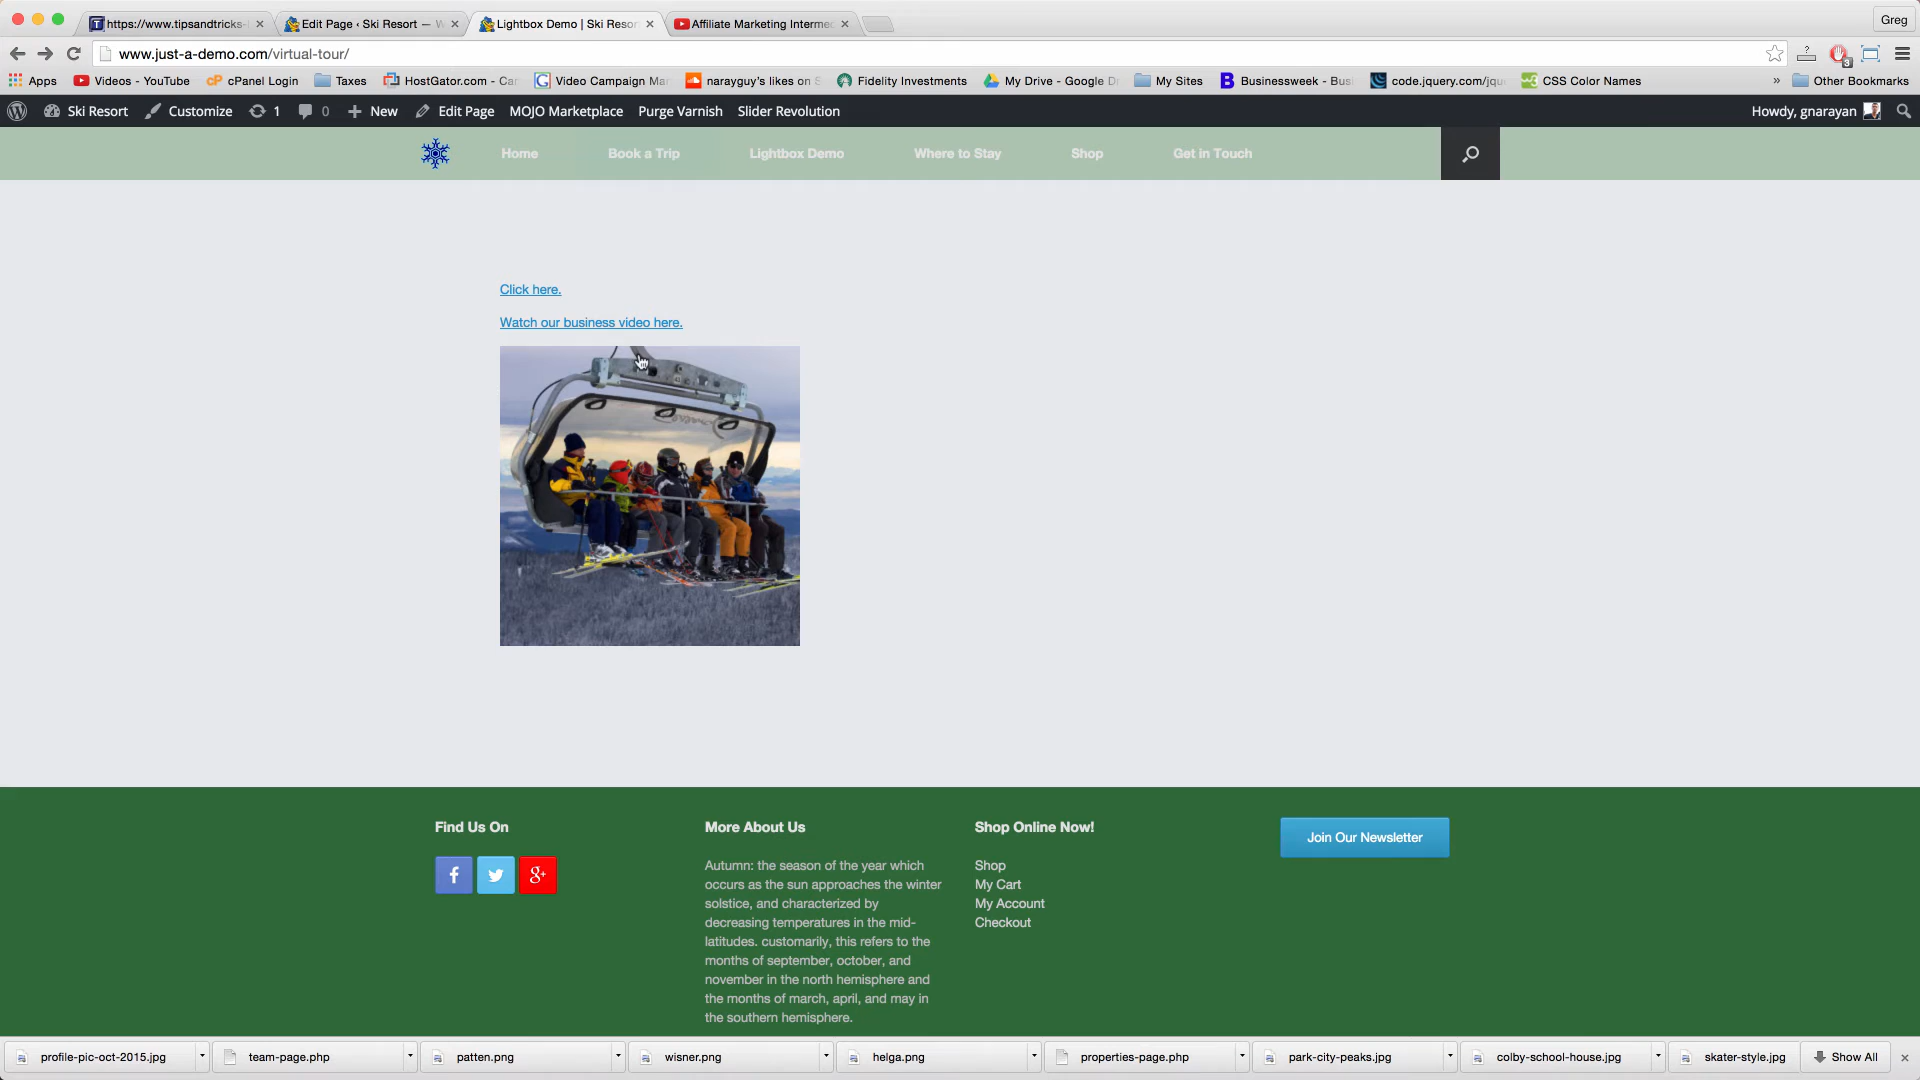 https://www.tipsandtricks-
Edit Page ‹ Ski Resort — W
Lightbox Demo | Ski Resor
Affiliate Marketing Intermed
Greg
www.just-a-demo.com/virtual-tour/
Apps
Videos - YouTube
cPanel Login
Taxes
HostGator.com - Car
Video Campaign Man
narayguy's likes on S
Fidelity Investments
My Drive - Google Dr
My Sites
Businessweek - Busi
code.jquery.com/jqu
CSS Color Names
»
Other Bookmarks
Ski Resort
Customize
1
0
New
Edit Page
MOJO Marketplace
Purge Varnish
Slider Revolution
Howdy, gnarayan
Home
Book a Trip
Lightbox Demo
Where to Stay
Shop
Get in Touch
Click here.
Watch our business video here.
Find Us On
More About Us
Autumn: the season of the year which
occurs as the sun approaches the winter
solstice, and characterized by
decreasing temperatures in the mid-
latitudes. customarily, this refers to the
months of september, october, and
november in the north hemisphere and
the months of march, april, and may in
the southern hemisphere.
Shop Online Now!
Shop
My Cart
My Account
Checkout
Join Our Newsletter
profile-pic-oct-2015.jpg
team-page.php
patten.png
wisner.png
helga.png
properties-page.php
park-city-peaks.jpg
colby-school-house.jpg
skater-style.jpg
Show All